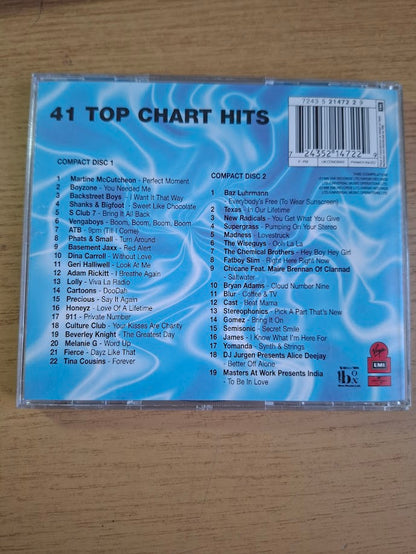 41 TOP CHART HITS
7243 5 21472 2 9
7 24352 14722 9
COMPACT DISC 1
1 Martine McCutcheon - Perfect Moment
2 Boyzone - You Needed Me
3 Backstreet Boys - I Want It That Way
4 Shanks & Bigfoot - Sweet Like Chocolate
5 S Club 7 - Bring It All Back
6 Vengaboys - Boom, Boom, Boom, Boom
7 ATB - 9pm (Till I Come)
8 Phats & Small - Turn Around
9 Basement Jaxx - Red Alert
10 Dina Carroll - Without Love
11 Geri Halliwell - Look At Me
12 Adam Rickitt - I Breathe Again
13 Lolly - Viva La Radio
14 Cartoons - DooDah
15 Precious - Say It Again
16 Honeyz - Love Of A Lifetime
17 911 - Private Number
18 Culture Club - Your Kisses Are Charity
19 Beverley Knight - The Greatest Day
20 Melanie G - Word Up
21 Fierce - Dayz Like That
22 Tina Cousins - Forever
COMPACT DISC 2
1 Baz Luhrmann
- Everybody's Free (To Wear Sunscreen)
2 Texas - In Our Lifetime
3 New Radicals - You Get What You Give
4 Supergrass - Pumping On Your Stereo
5 Madness - Lovestruck
6 The Wiseguys - Ooh La La
7 The Chemical Brothers - Hey Boy Hey Girl
8 Fatboy Slim - Right Here Right Now
9 Chicane Feat. Maire Brennan Of Clannad
- Saltwater
10 Bryan Adams - Cloud Number Nine
11 Blur - Coffee & TV
12 Cast - Beat Mama
13 Stereophonics - Pick A Part That's New
14 Gomez - Bring It On
15 Semisonic - Secret Smile
16 James - I Know What I'm Here For
17 Yomanda - Synth & Strings
18 DJ Jurgen Presents Alice Deejay
- Better Off Alone
19 Masters At Work Presents India
- To Be In Love
Virgin
EMI